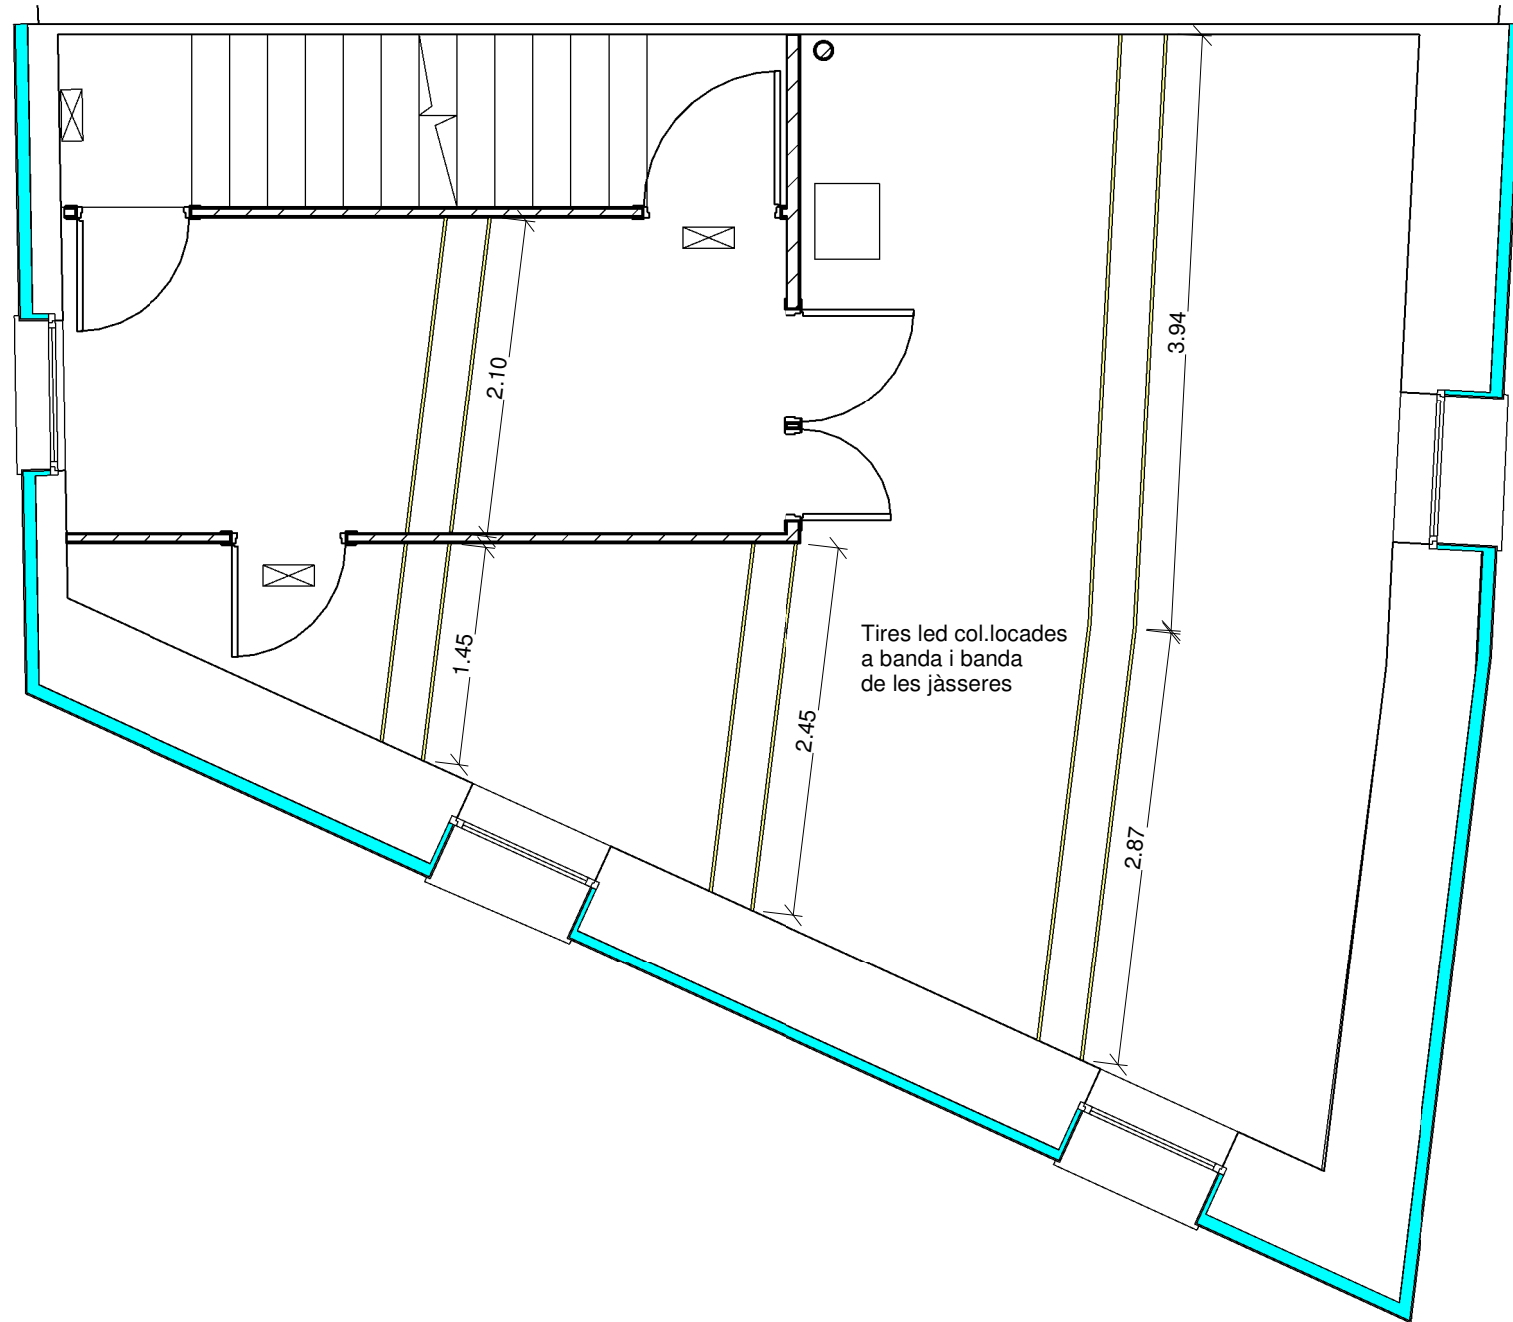 3.94
2.10
Tires led col.locades
a banda i banda
de les jàsseres
1.45
2.45
2.87